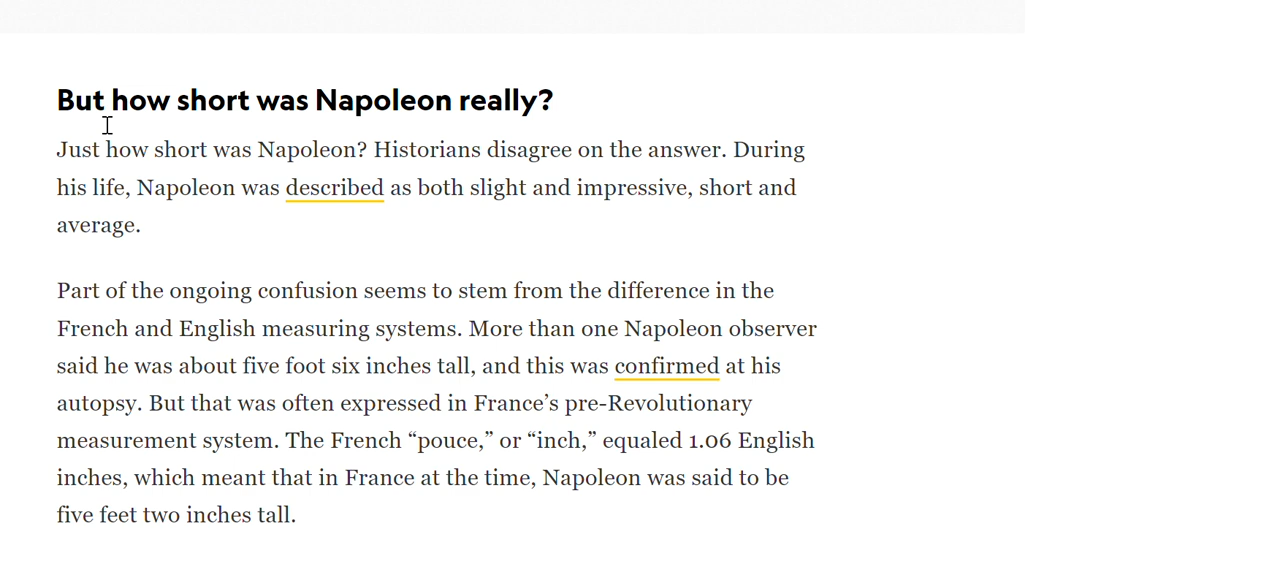 But how short was Napoleon really?
Just how short was Napoleon? Historians disagree on the answer. During
his life, Napoleon was described as both slight and impressive, short and
average.
Part of the ongoing confusion seems to stem from the difference in the
French and English measuring systems. More than one Napoleon observer
said he was about five foot six inches tall, and this was confirmed at his
autopsy. But that was often expressed in France’s pre-Revolutionary
measurement system. The French “pouce,” or “inch,” equaled 1.06 English
inches, which meant that in France at the time, Napoleon was said to be
five feet two inches tall.